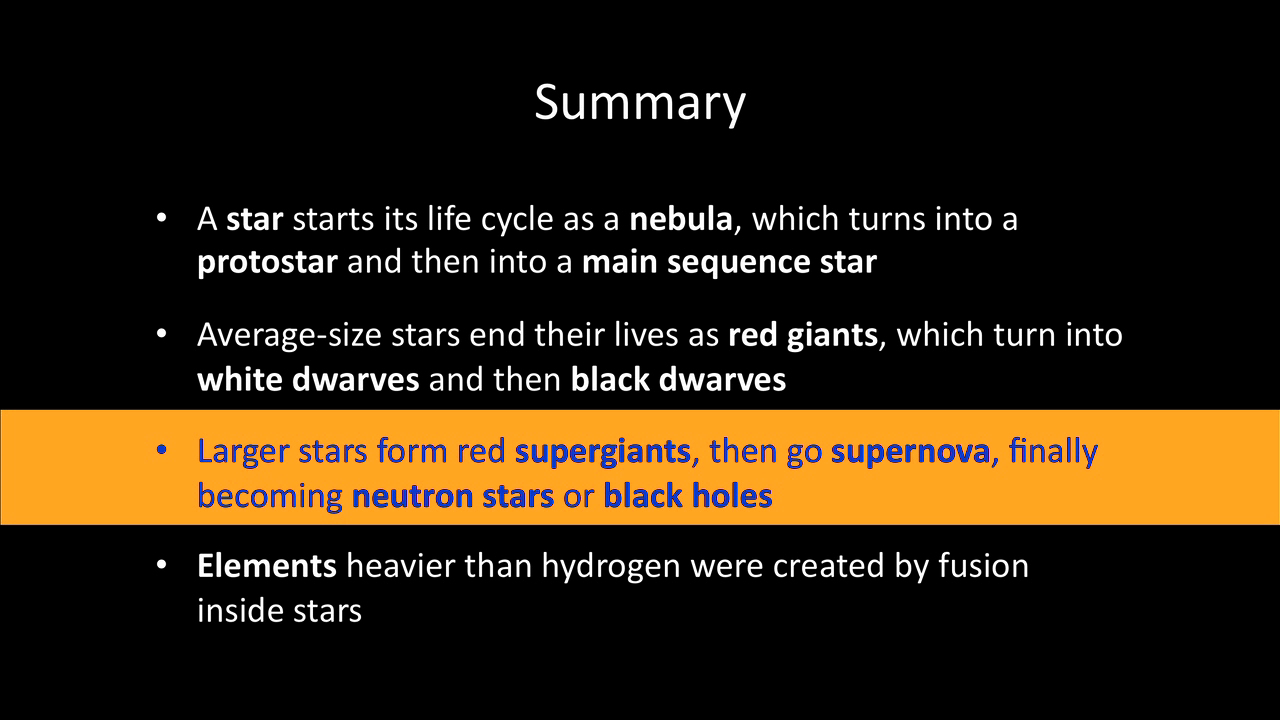 Summary
• A star starts its life cycle as a nebula, which turns into a
protostar and then into a main sequence star
• Average-size stars end their lives as red giants, which turn into
white dwarves and then black dwarves
• Larger stars form red supergiants, then go supernova, finally
becoming neutron stars or black holes
• Elements heavier than hydrogen were created by fusion
inside stars